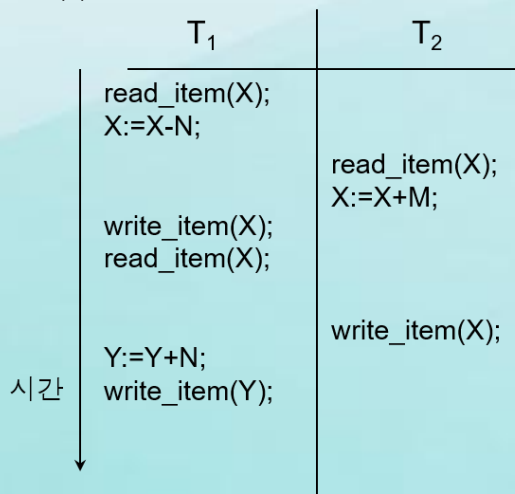 T1 T2
read_item(X);
X:=X-N;
read_item(X);
X:=X+M;
write_item(X);
read_item(X);
write_item(X);
Y:=Y+N;
시간 write_item(Y);